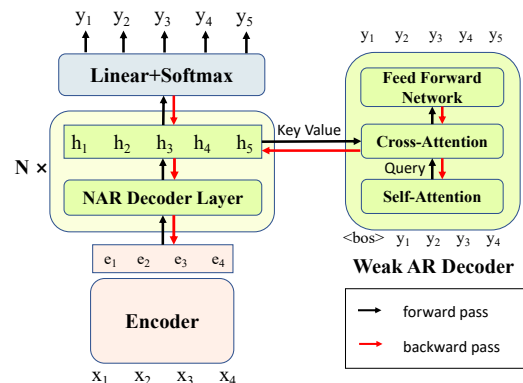 y1 y2 y3 y4 y5
Linear+Softmax
h1 h2 h3 h4 h5
N ×
NAR Decoder Layer
e1 e2 e3 e4
Encoder
x1 x2 x3 x4
Key Value
y1 y2 y3 y4 y5
Feed Forward
Network
Cross-Attention
Query
Self-Attention
<bos> y1 y2 y3 y4
Weak AR Decoder
forward pass
backward pass